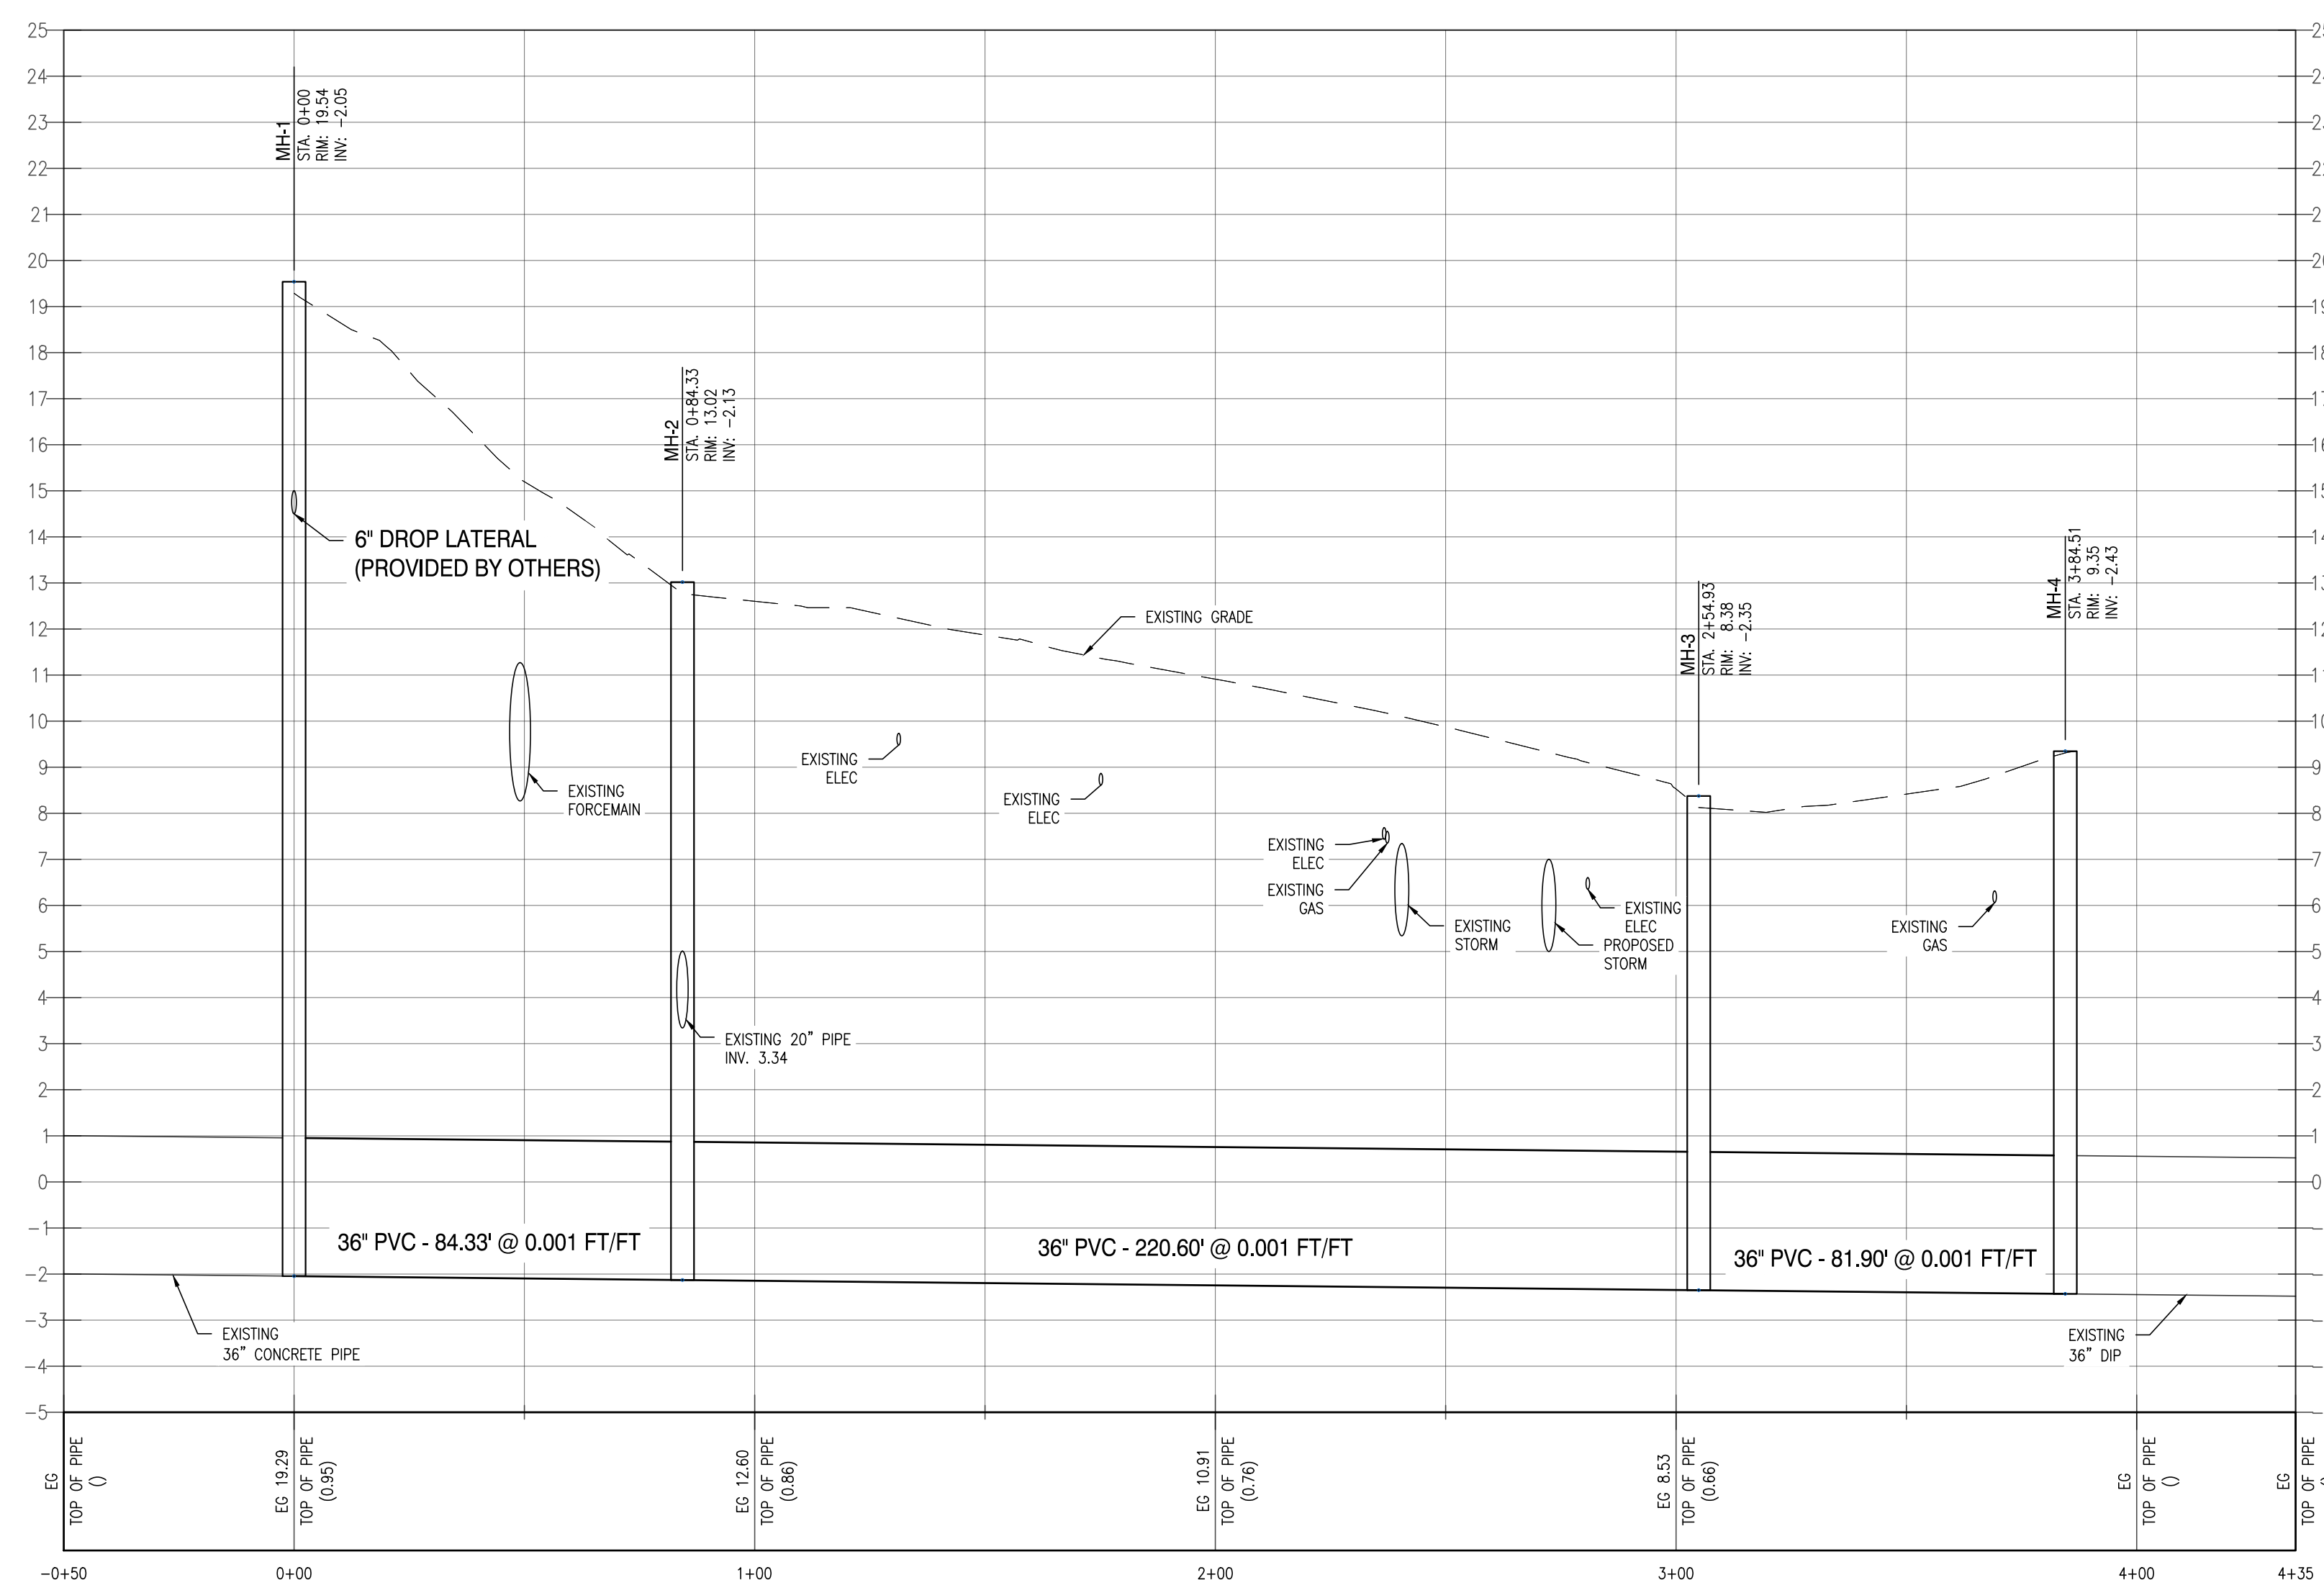 25
24
23
22
21
20
19
18
17
16
15
14
13
12
11
10
9
8
7
6
5
4
3
2
1
0
-1
-2
-3
-4
-5
MH-1
STA. 0+00
RIM: 19.54
INV: -2.05
6" DROP LATERAL
(PROVIDED BY OTHERS)
MH-2
STA. 0+84.33
RIM: 13.02
INV: -2.13
EXISTING GRADE
MH-3
STA. 2+54.93
RIM: 8.38
INV: -2.35
MH-4
STA. 3+84.51
RIM: 9.35
INV: -2.43
EXISTING
FORCEMAIN
EXISTING
ELEC
EXISTING
ELEC
EXISTING
ELEC
EXISTING
GAS
EXISTING
STORM
EXISTING
ELEC
PROPOSED
STORM
EXISTING
GAS
EXISTING 20" PIPE
INV. 3.34
36" PVC - 84.33' @ 0.001 FT/FT
36" PVC - 220.60' @ 0.001 FT/FT
36" PVC - 81.90' @ 0.001 FT/FT
EXISTING
36" CONCRETE PIPE
EXISTING
36" DIP
9
8
7
6
5
4
3
2
1
0
EG
TOP OF PIPE
()
EG 19.29
TOP OF PIPE
(0.95)
EG 12.60
TOP OF PIPE
(0.86)
EG 10.91
TOP OF PIPE
(0.76)
EG 8.53
TOP OF PIPE
(0.66)
EG
TOP OF PIPE
()
EG
TOP OF PIPE
-0+50
0+00
1+00
2+00
3+00
4+00
4+35